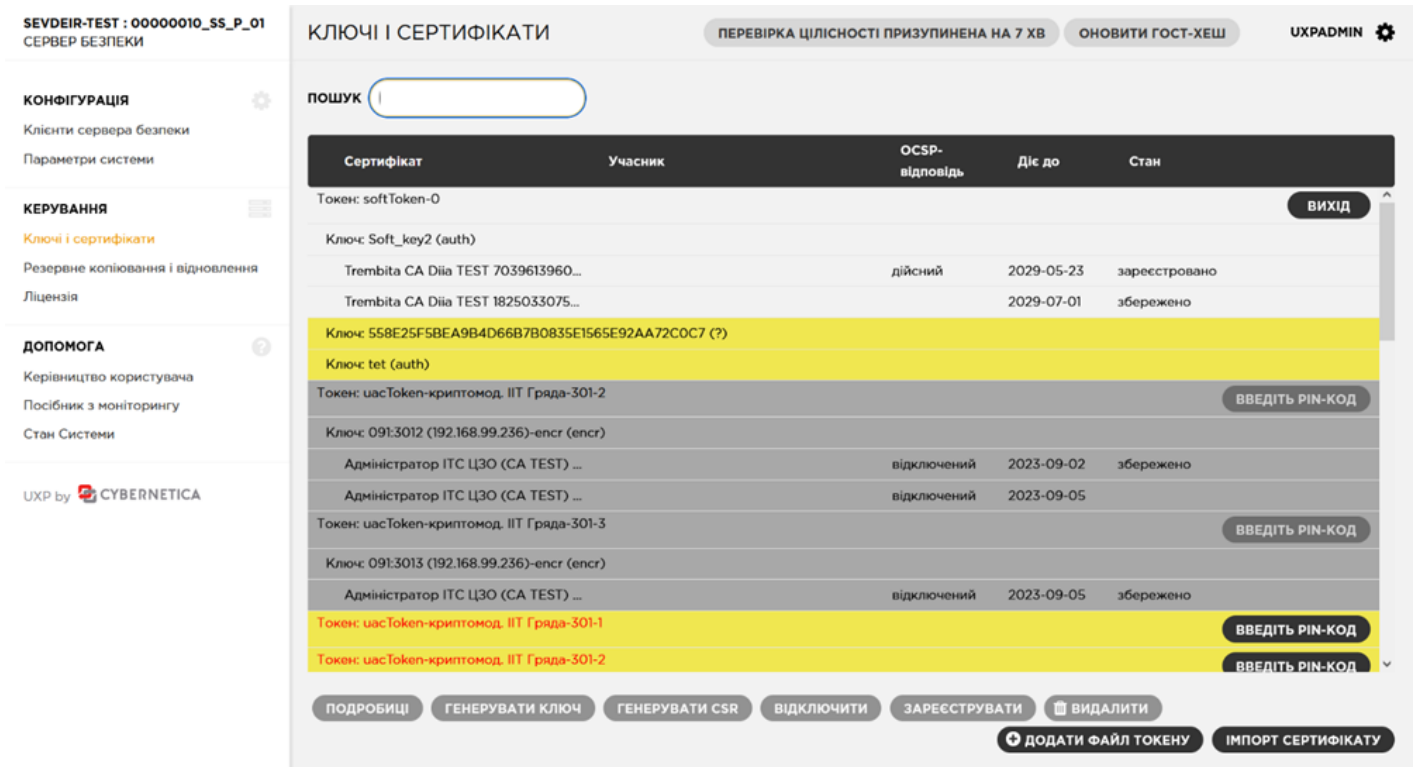 SEVDEIR-TEST : 00000010_SS_P_01
СЕРВЕР БЕЗПЕКИ
КЛЮЧІ І СЕРТИФІКАТИ
ПЕРЕВІРКА ЦІЛІСНОСТІ ПРИЗУПИНЕНА НА 7 ХВ
ОНОВИТИ ГОСТ-ХЕШ
UXPADMIN
КОНФІГУРАЦІЯ
Клієнти сервера безпеки
Параметри системи
КЕРУВАННЯ
Ключі і сертифікати
Резервне копіювання і відновлення
Ліцензія
ДОПОМОГА
Керівництво користувача
Посібник з моніторингу
Стан Системи
UXP by CYBERNETICA
ПОШУК
Сертифікат Учасник OCSP-відповідь Діє до Стан
Токен: softToken-0 ВИХІД
Ключ: Soft_key2 (auth)
Trembita CA Diia TEST 7039613960... дійсний 2029-05-23 зареєстровано
Trembita CA Diia TEST 1825033075... 2029-07-01 збережено
Ключ: 558E25F5BEA9B4D66B7B0835E1565E92AA72C0C7 (?)
Ключ: tet (auth)
Токен: uacToken-криптомод. ІІТ Гряда-301-2 ВВЕДІТЬ PIN-КОД
Ключ: 091:3012 (192.168.99.236)-encr (encr)
Адміністратор ІТС ЦЗО (CA TEST) ... відключений 2023-09-02 збережено
Адміністратор ІТС ЦЗО (CA TEST) ... відключений 2023-09-05
Токен: uacToken-криптомод. ІІТ Гряда-301-3 ВВЕДІТЬ PIN-КОД
Ключ: 091:3013 (192.168.99.236)-encr (encr)
Адміністратор ІТС ЦЗО (CA TEST) ... відключений 2023-09-05 збережено
Токен: uacToken-криптомод. ІІТ Гряда-301-1 ВВЕДІТЬ PIN-КОД
Токен: uacToken-криптомод. ІІТ Гряда-301-2 ВВЕДІТЬ PIN-КОД
ПОДРОБИЦІ ГЕНЕРУВАТИ КЛЮЧ ГЕНЕРУВАТИ CSR ВІДКЛЮЧИТИ ЗАРЕЄСТРУВАТИ ВИДАЛИТИ
ДОДАТИ ФАЙЛ ТОКЕНУ ІМПОРТ СЕРТИФІКАТУ